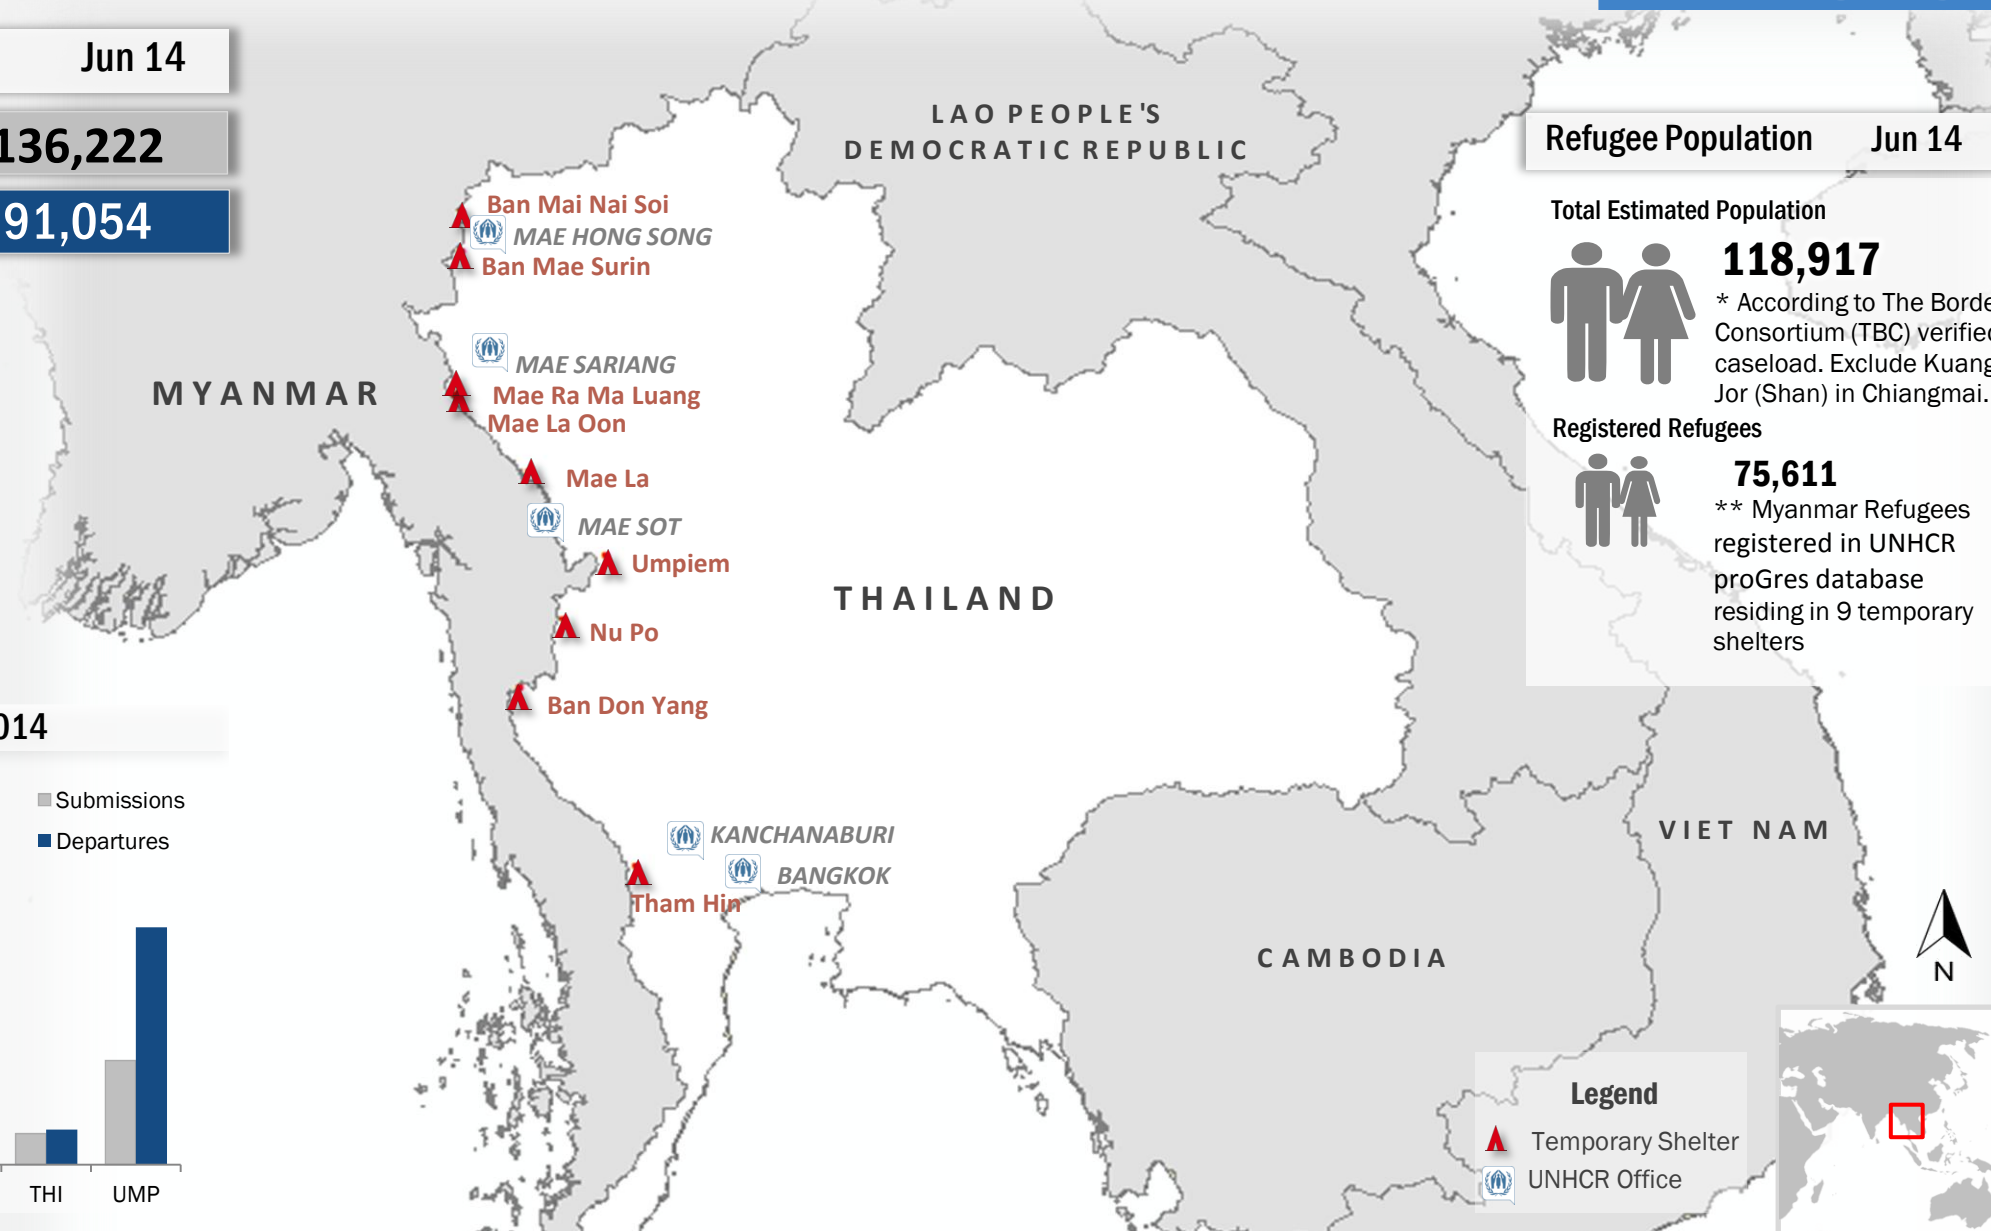 Jun 14
136,222
91,054
LAO PEOPLE'S
DEMOCRATIC REPUBLIC
Refugee Population Jun 14
Total Estimated Population
118,917
* According to The Borde
Consortium (TBC) verified
caseload. Exclude Kuang
Jor (Shan) in Chiangmai.
Registered Refugees
75,611
** Myanmar Refugees
registered in UNHCR
proGres database
residing in 9 temporary
shelters
Ban Mai Nai Soi
MAE HONG SONG
Ban Mae Surin
MYANMAR
MAE SARIANG
Mae Ra Ma Luang
Mae La Oon
Mae La
MAE SOT
Umpiem
THAILAND
Nu Po
Ban Don Yang
014
Submissions
Departures
KANCHANABURI
BANGKOK
Tham Hin
VIET NAM
CAMBODIA
N
THI UMP
Legend
Temporary Shelter
UNHCR Office